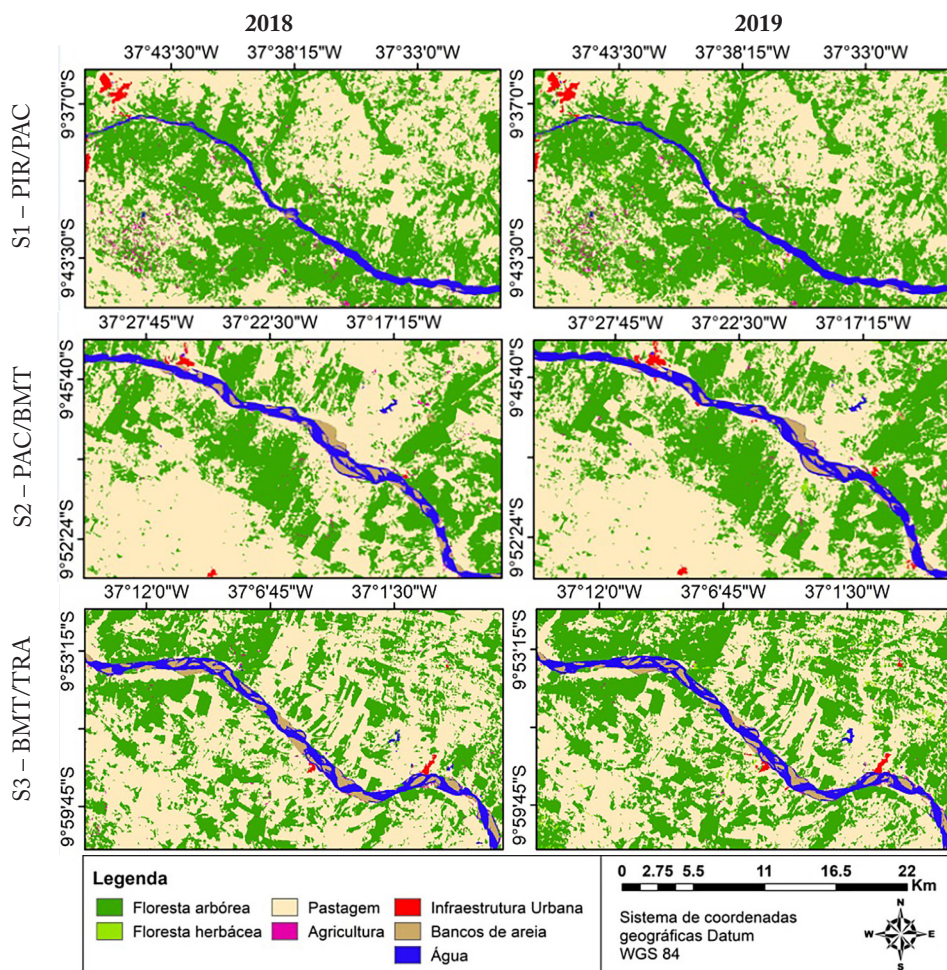 2018 2019
37°43'30"W 37°38'15"W 37°33'0"W 37°43'30"W 37°38'15"W 37°33'0"W
S1 – PIR/PAC
9°37'0"S 9°37'0"S
9°43'30"S 9°43'30"S
37°27'45"W 37°22'30"W 37°17'15"W 37°27'45"W 37°22'30"W 37°17'15"W
S2 – PAC/BMT
9°45'40"S 9°45'40"S
9°52'24"S 9°52'24"S
37°12'0"W 37°6'45"W 37°1'30"W 37°12'0"W 37°6'45"W 37°1'30"W
S3 – BMT/TRA
9°53'15"S 9°53'15"S
9°59'45"S 9°59'45"S
Legenda
Floresta arbórea Pastagem Infraestrutura Urbana
Floresta herbácea Agricultura Bancos de areia
Água
0 2.75 5.5 11 16.5 22
Km
Sistema de coordenadas
geográficas Datum
WGS 84
N
W E
S